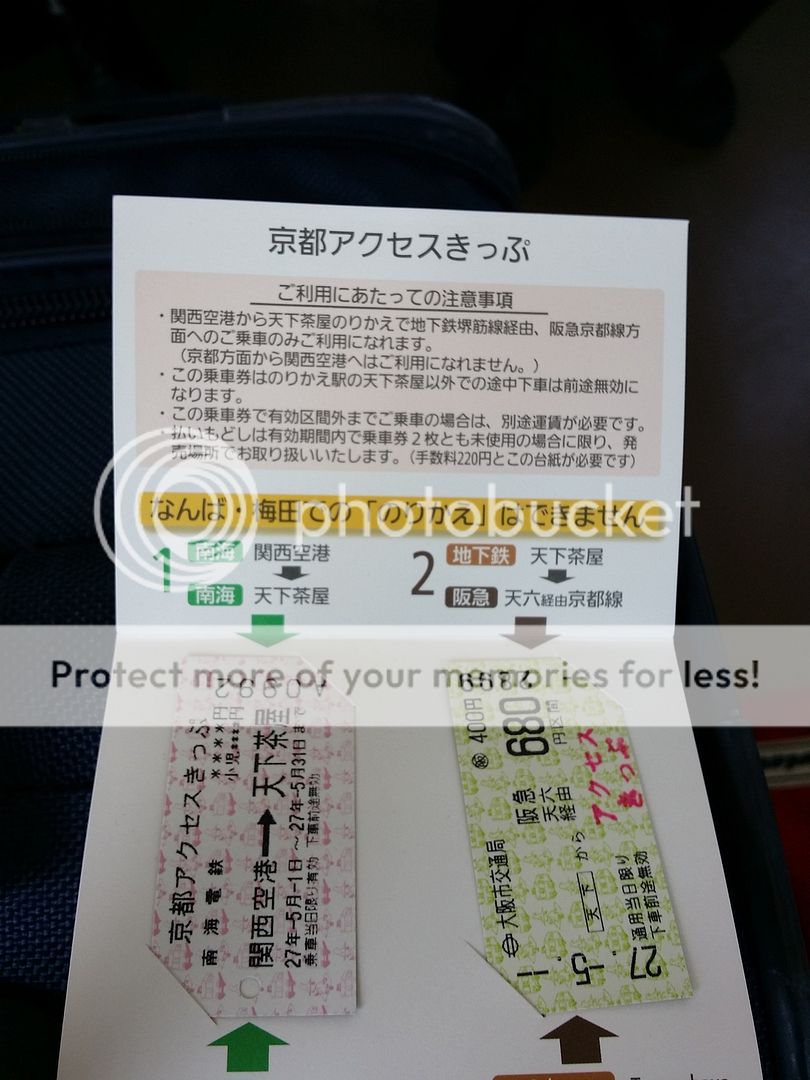 京都アクセスきっぷ
ご利用にあたっての注意事項
・関西空港から天下茶屋のりかえで地下鉄堺筋線経由、阪急京都線方
面へのご乗車のみご利用になれます。
(京都方面から関西空港へはご利用になれません。)
・この乗車券はのりかえ駅の天下茶屋以外での途中下車は前途無効に
なります。
・この乗車券で有効区間外までご乗車の場合は、別途運賃が必要です。
・払いもどしは有効期間内で乗車券2枚とも未使用の場合に限り、発
売場所でお取り扱いいたします。(手数料220円とこの台紙が必要です)
なんば・梅田での「のりかえ」はできません
photobucket
1 南海 関西空港
南海 天下茶屋
2 地下鉄 天下茶屋
阪急 天六経由京都線
Protect more of your memories for less!
京都アクセスきっぷ
****円
小児***円
南海電鉄
関西空港→天下茶屋
27年-5月-1日~27年-5月31日まで
乗車当日限り有効 下車前途無効
400円
680
円区間
大阪市交通局
阪急
天六
経由
アクセス
きっぷ
天下 から
通用当日限り
下車前途無効
27